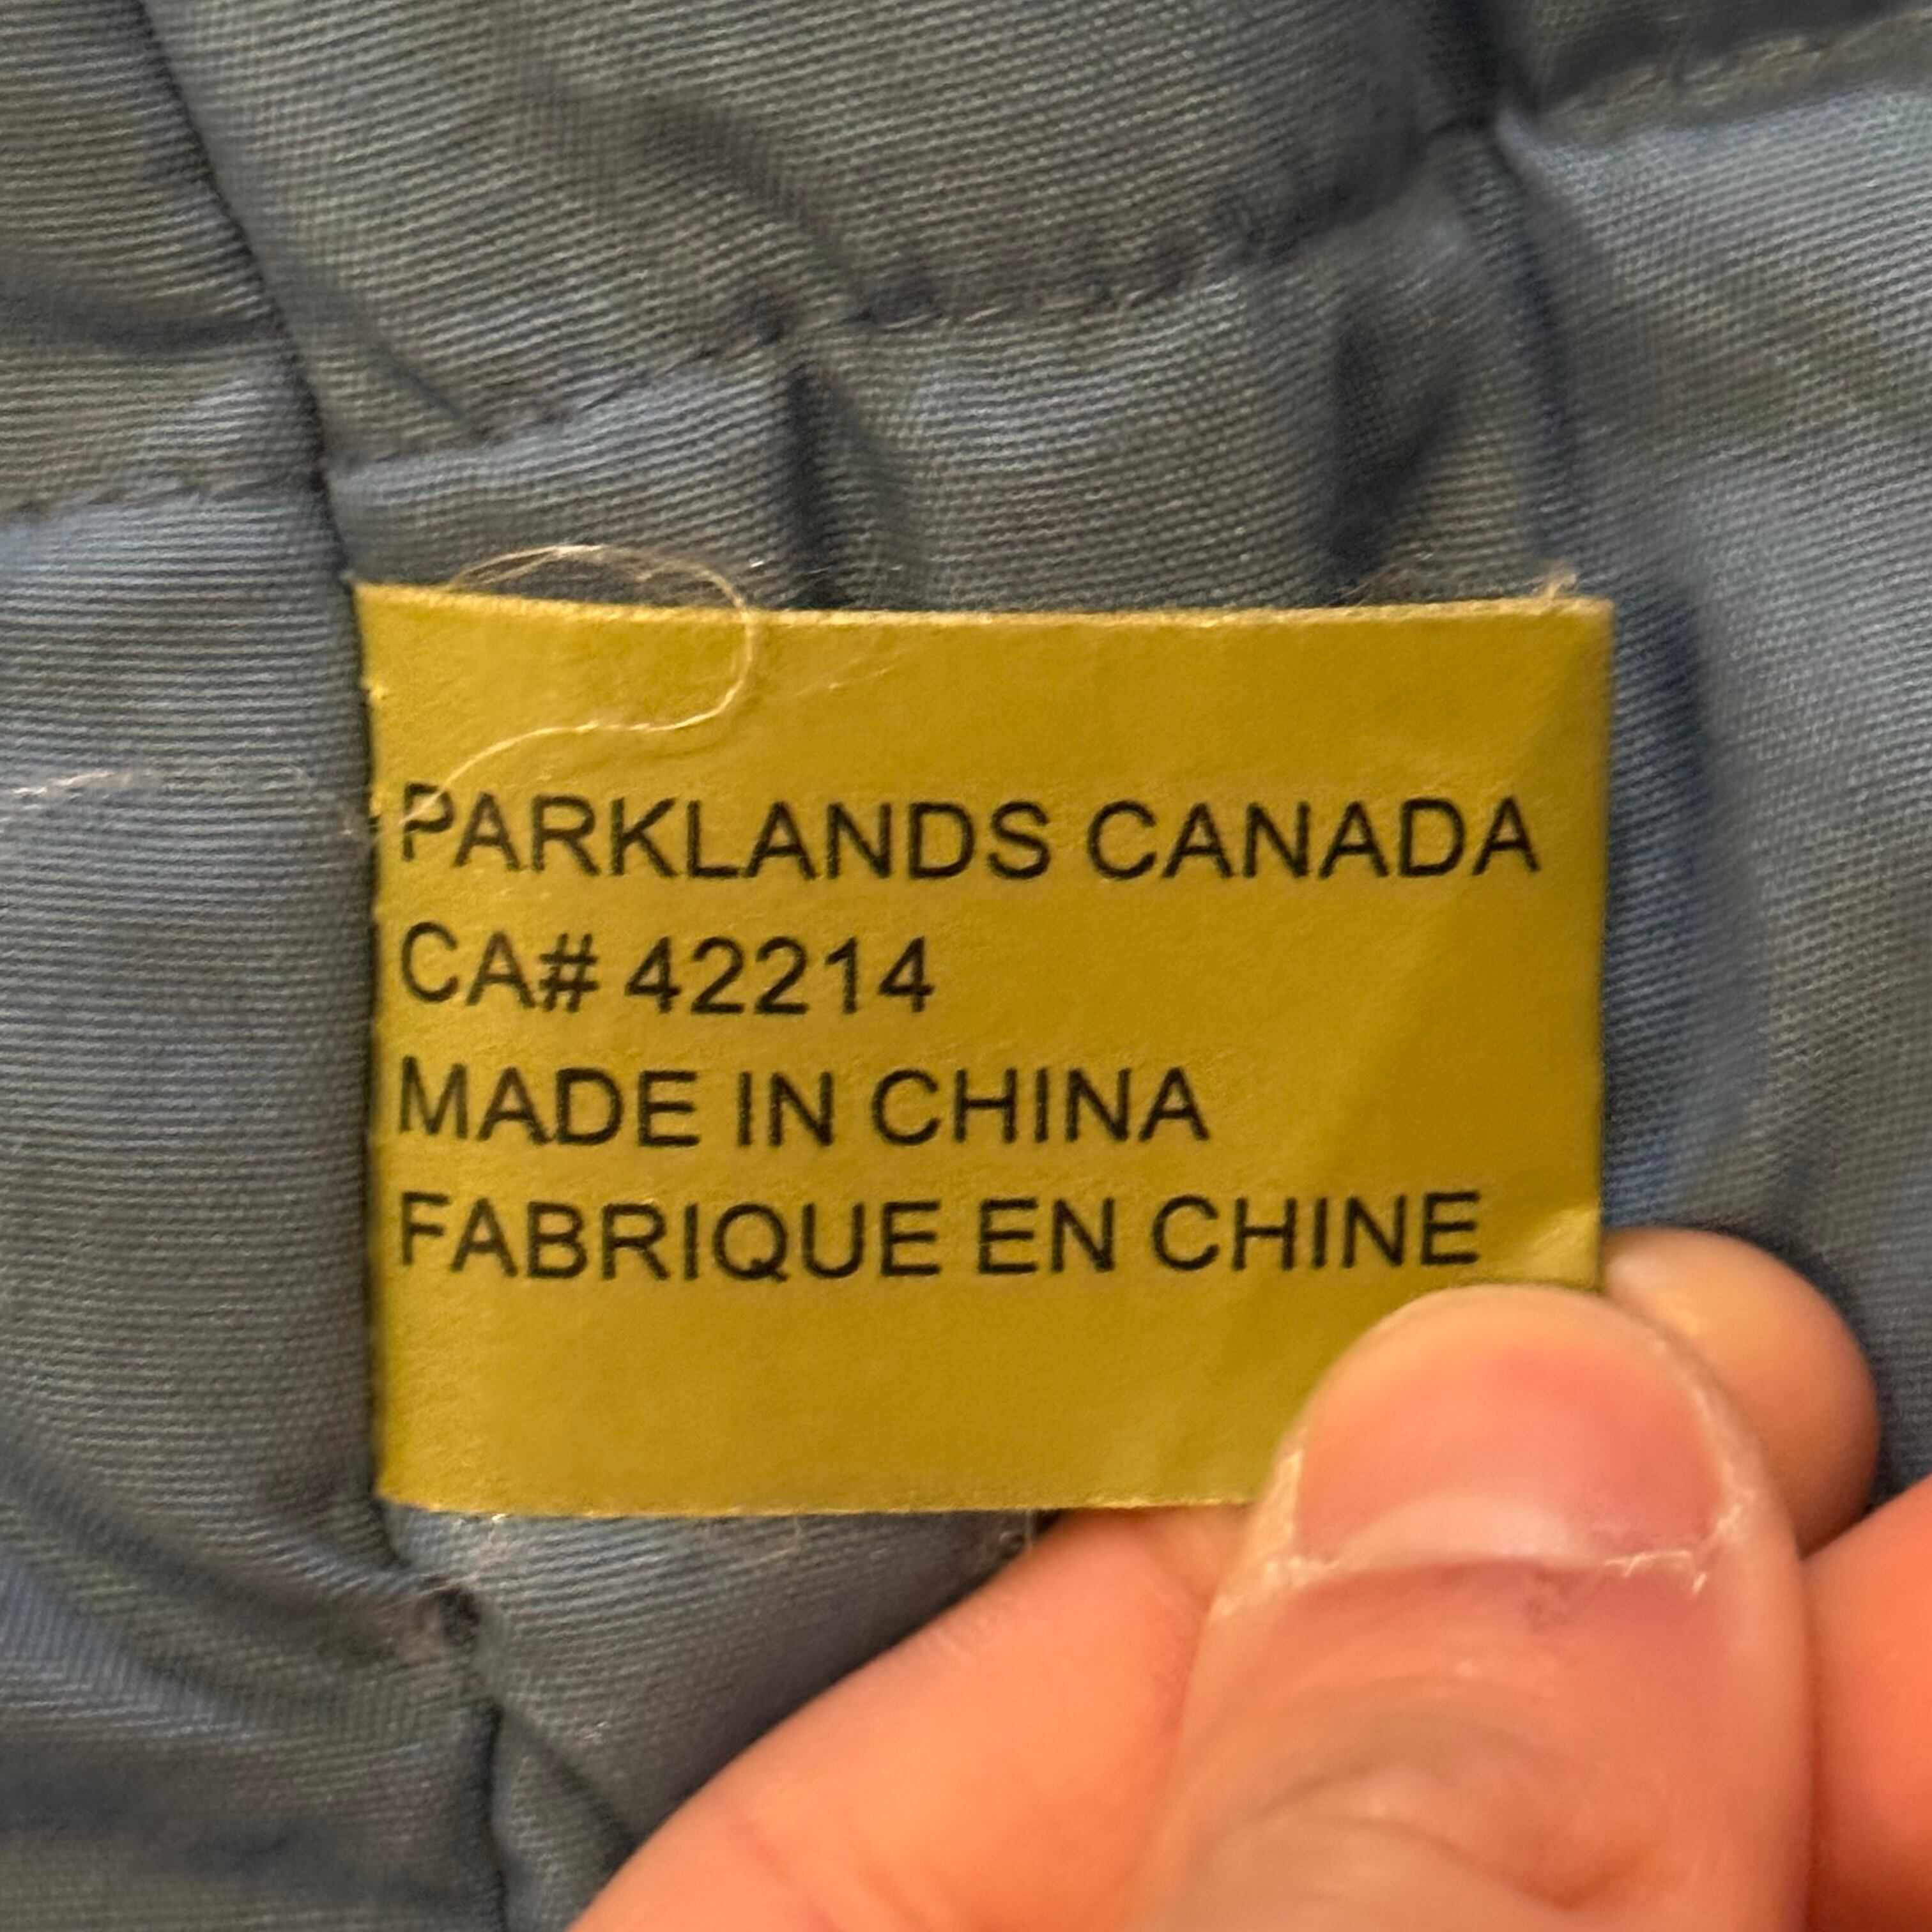 PARKLANDS CANADA
CA# 42214
MADE IN CHINA
FABRIQUE EN CHINE